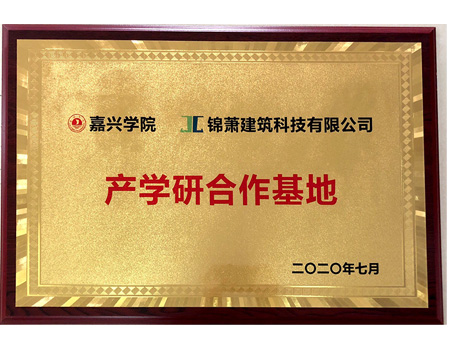 嘉兴学院 锦萧建筑科技有限公司
产学研合作基地
二〇二〇年七月